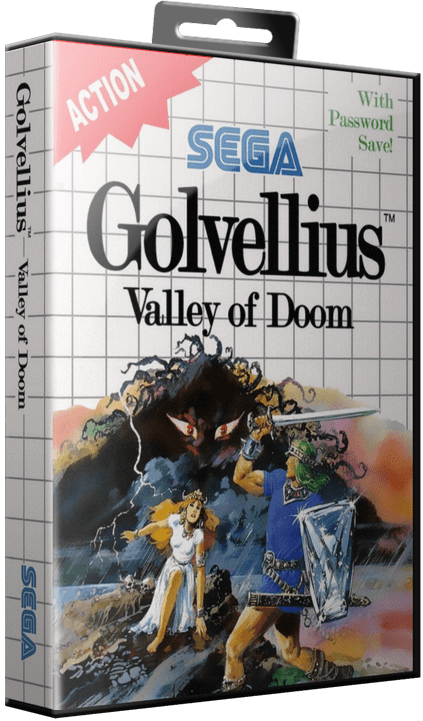 ACTION
With
Password
Save!
SEGA
Golvellius™
Valley of Doom
Golvellius™ Valley of Doom
SEGA